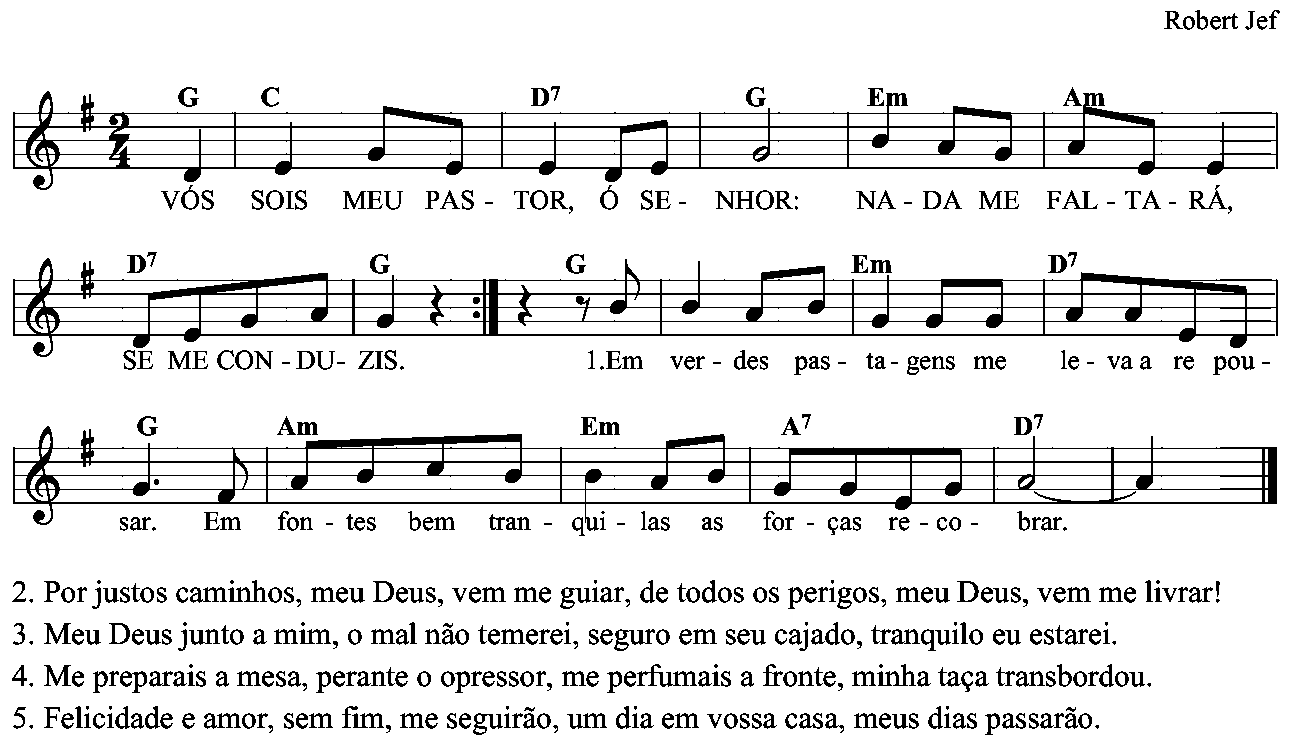 Robert Jef
G C D7 G Em Am
2/4
VÓS SOIS MEU PAS - TOR, Ó SE - NHOR: NA - DA ME FAL - TA - RÁ,
D7 G G Em D7
SE ME CON - DU - ZIS. 1.Em ver - des pas - ta - gens me le - va a re pou -
G Am Em A7 D7
sar. Em fon - tes bem tran - qui - las as for - ças re - co - brar.
2. Por justos caminhos, meu Deus, vem me guiar, de todos os perigos, meu Deus, vem me livrar!
3. Meu Deus junto a mim, o mal não temerei, seguro em seu cajado, tranquilo eu estarei.
4. Me preparais a mesa, perante o opressor, me perfumais a fronte, minha taça transbordou.
5. Felicidade e amor, sem fim, me seguirão, um dia em vossa casa, meus dias passarão.